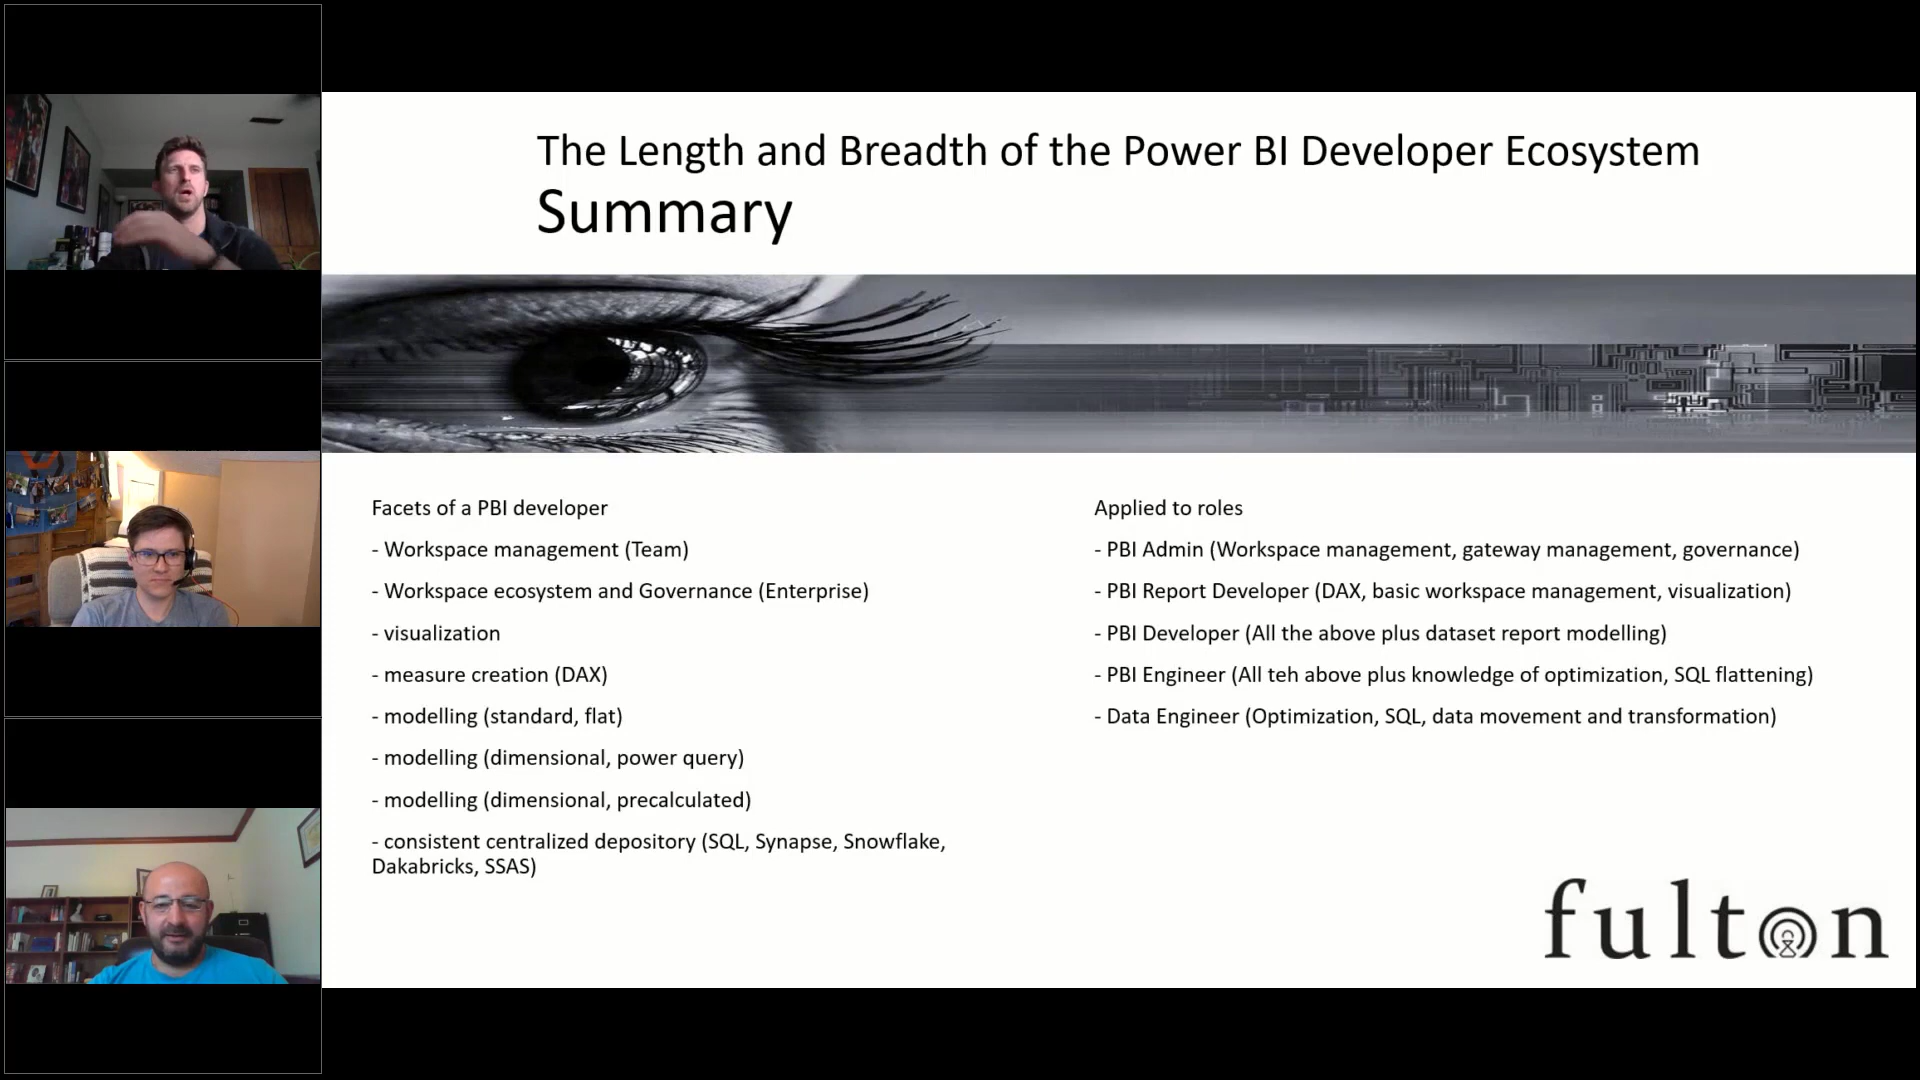 The Length and Breadth of the Power BI Developer Ecosystem
Summary
Facets of a PBI developer
- Workspace management (Team)
- Workspace ecosystem and Governance (Enterprise)
- visualization
- measure creation (DAX)
- modelling (standard, flat)
- modelling (dimensional, power query)
- modelling (dimensional, precalculated)
- consistent centralized depository (SQL, Synapse, Snowflake,
Dakabricks, SSAS)
Applied to roles
- PBI Admin (Workspace management, gateway management, governance)
- PBI Report Developer (DAX, basic workspace management, visualization)
- PBI Developer (All the above plus dataset report modelling)
- PBI Engineer (All teh above plus knowledge of optimization, SQL flattening)
- Data Engineer (Optimization, SQL, data movement and transformation)
fulton